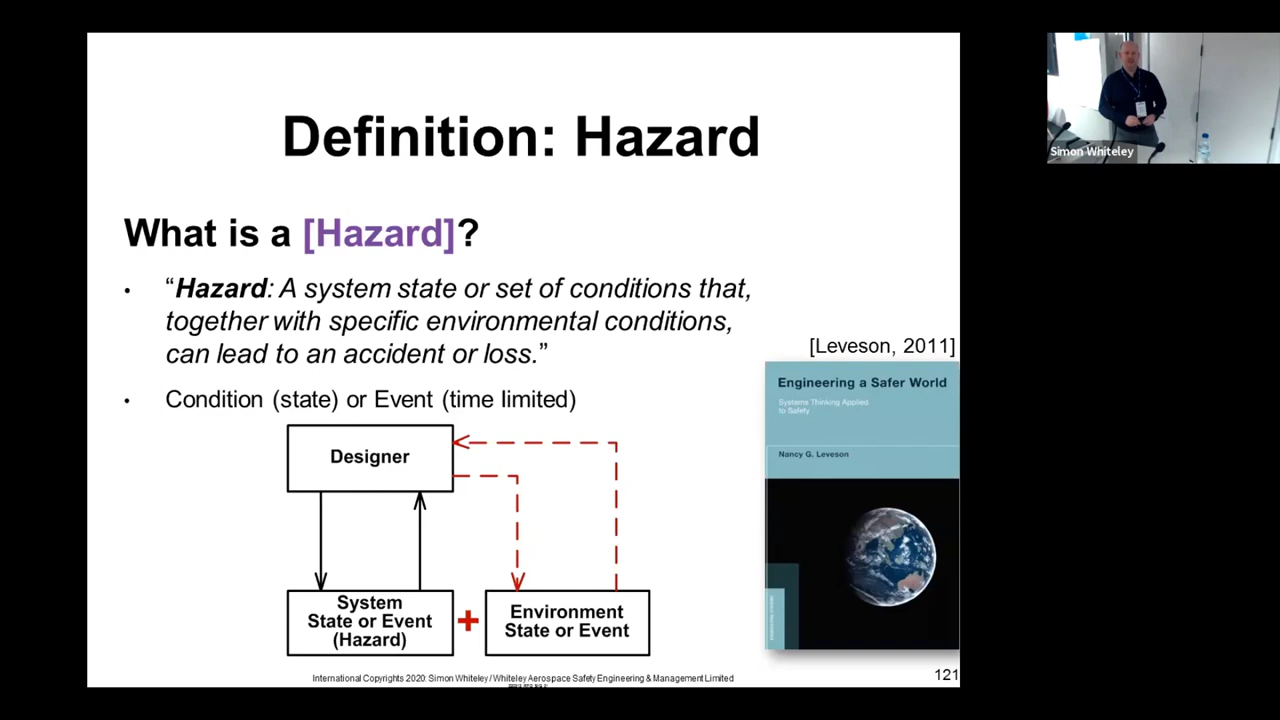 Definition: Hazard
What is a [Hazard]?
• “Hazard: A system state or set of conditions that,
together with specific environmental conditions,
can lead to an accident or loss.”
• Condition (state) or Event (time limited)
[Leveson, 2011]
Engineering a Safer World
Systems Thinking Applied
to Safety
Nancy G. Leveson
Designer
System
State or Event
(Hazard)
+
Environment
State or Event
International Copyrights 2020: Simon Whiteley / Whiteley Aerospace Safety Engineering & Management Limited
121
Simon Whiteley